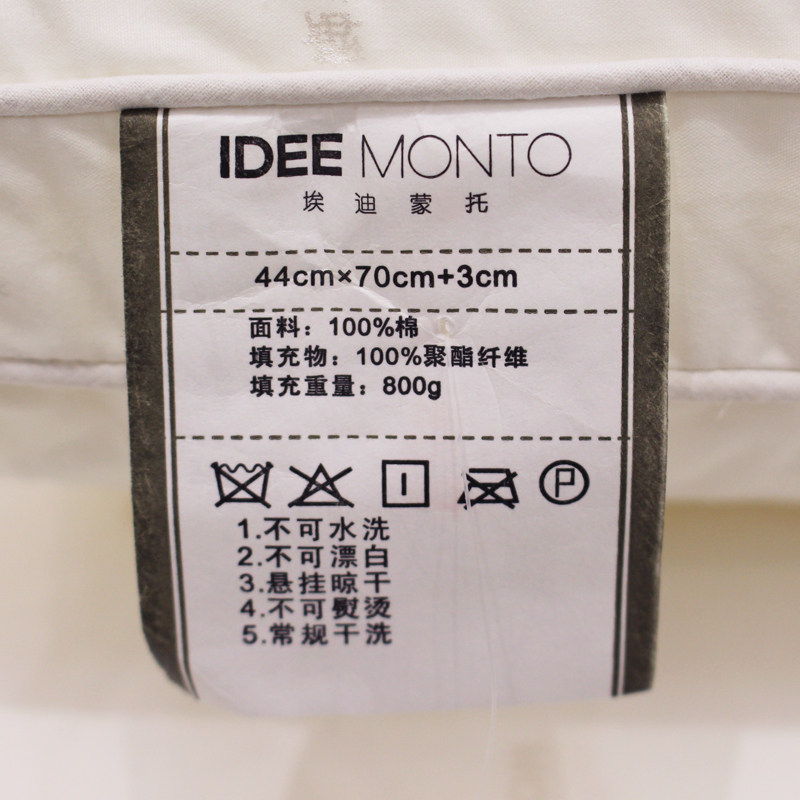 IDEE MONTO
埃迪蒙托
44cm×70cm+3cm
面料：100%棉
填充物：100%聚酯纤维
填充重量：800g
P
1.不可水洗
2.不可漂白
3.悬挂晾干
4.不可熨烫
5.常规干洗